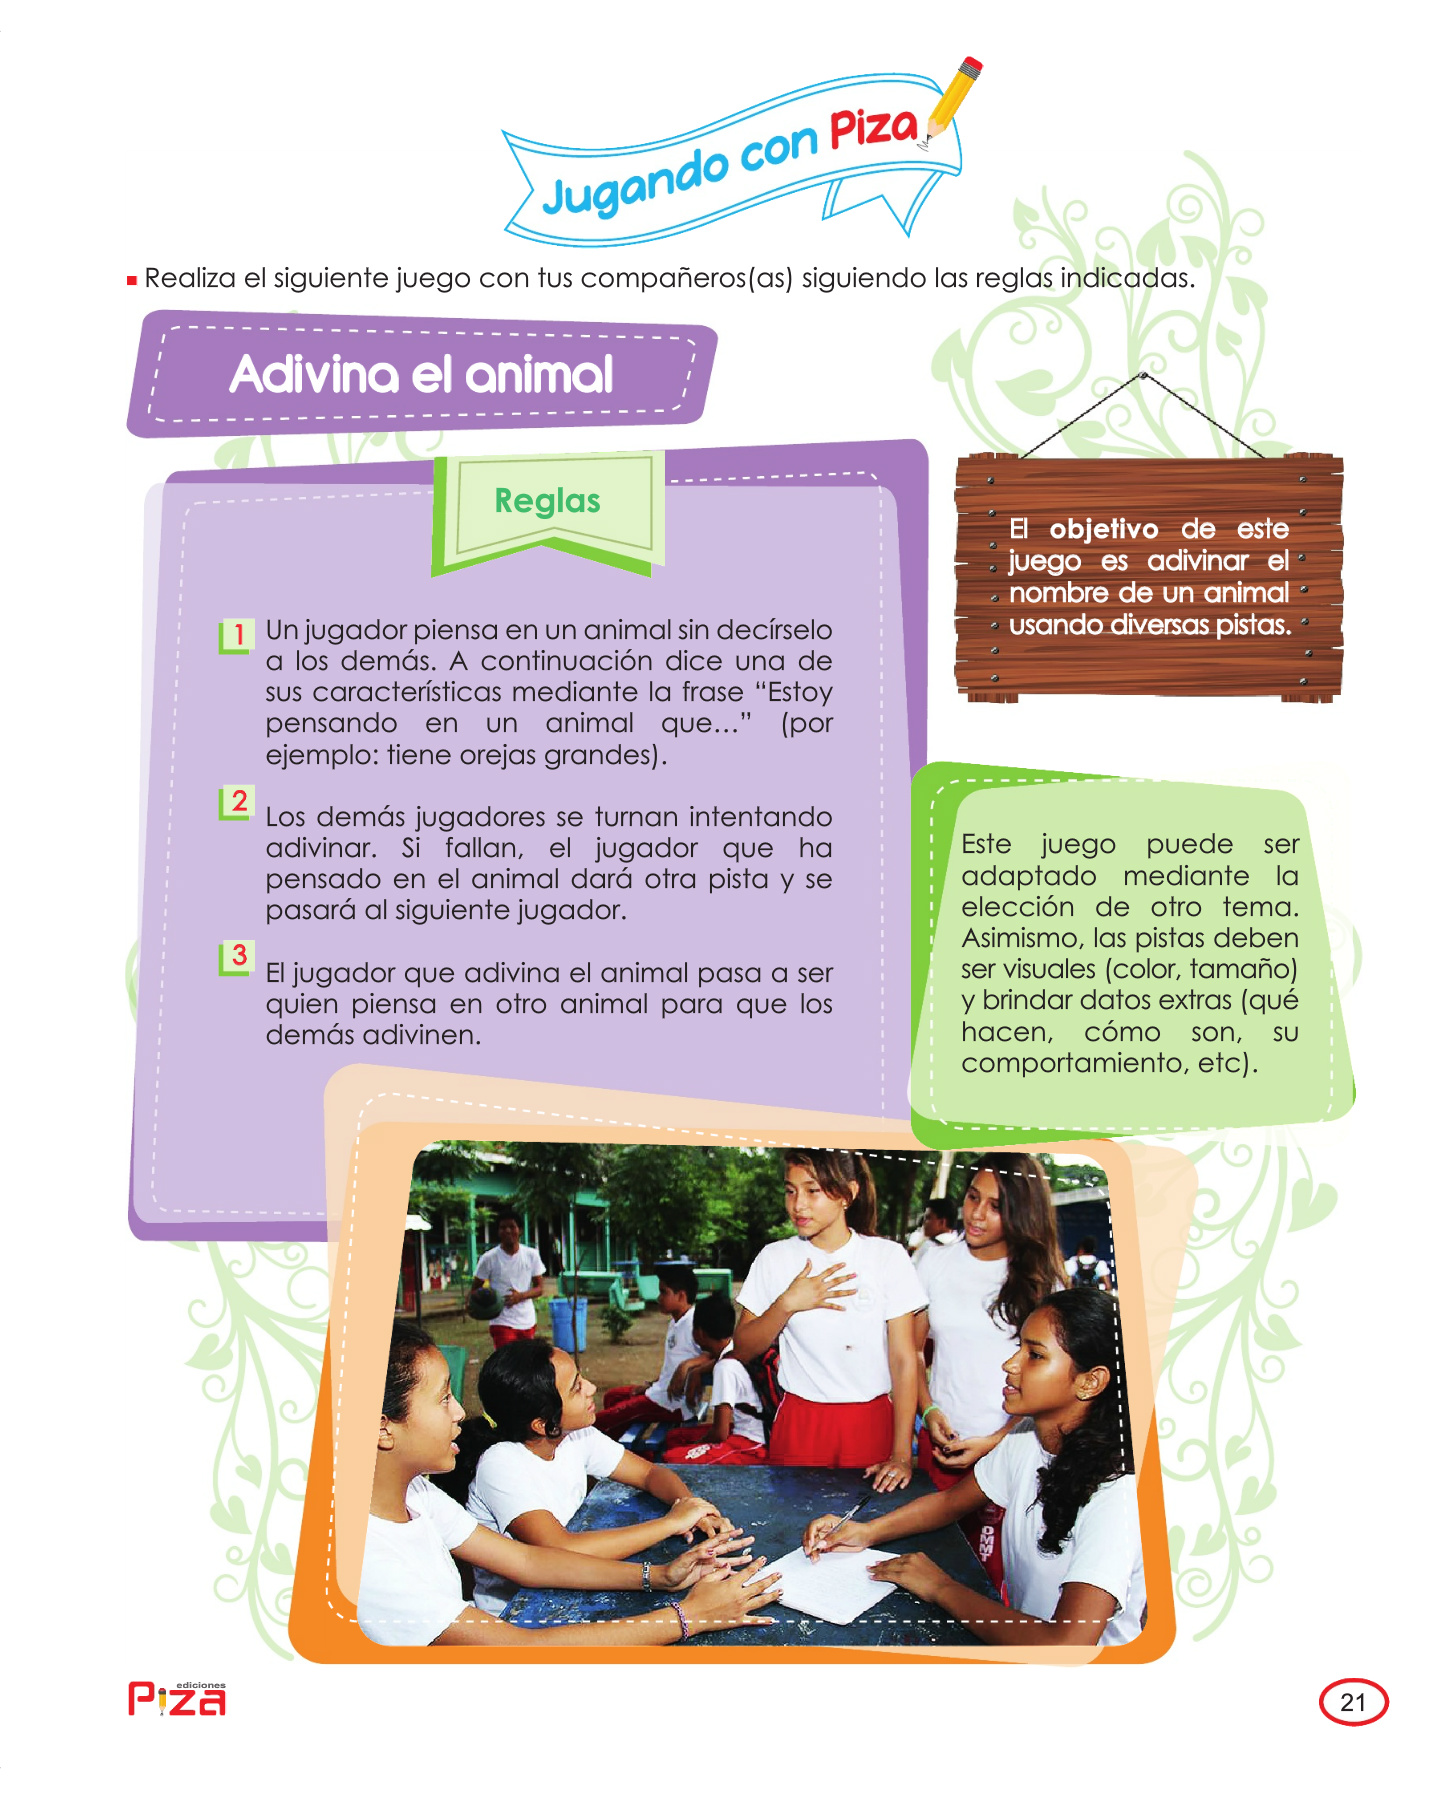 Jugando con Piza
Realiza el siguiente juego con tus compañeros(as) siguiendo las reglas indicadas.
Adivina el animal
Reglas
1 Un jugador piensa en un animal sin decírselo
a los demás. A continuación dice una de
sus características mediante la frase “Estoy
pensando en un animal que…” (por
ejemplo: tiene orejas grandes).
2 Los demás jugadores se turnan intentando
adivinar. Si fallan, el jugador que ha
pensado en el animal dará otra pista y se
pasará al siguiente jugador.
3 El jugador que adivina el animal pasa a ser
quien piensa en otro animal para que los
demás adivinen.
El objetivo de este
juego es adivinar el
nombre de un animal
usando diversas pistas.
Este juego puede ser
adaptado mediante la
elección de otro tema.
Asimismo, las pistas deben
ser visuales (color, tamaño)
y brindar datos extras (qué
hacen, cómo son, su
comportamiento, etc).
ediciones
Piza
21